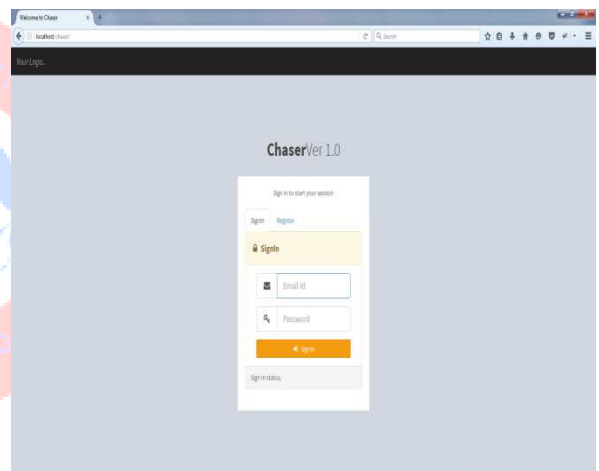 Welcome to Chaser
localhost/chaser
Search
Your Logo.
ChaserVer 1.0
Sign in to start your session
SignIn Register
SignIn
Email Id
Password
SignIn
Sign in status.